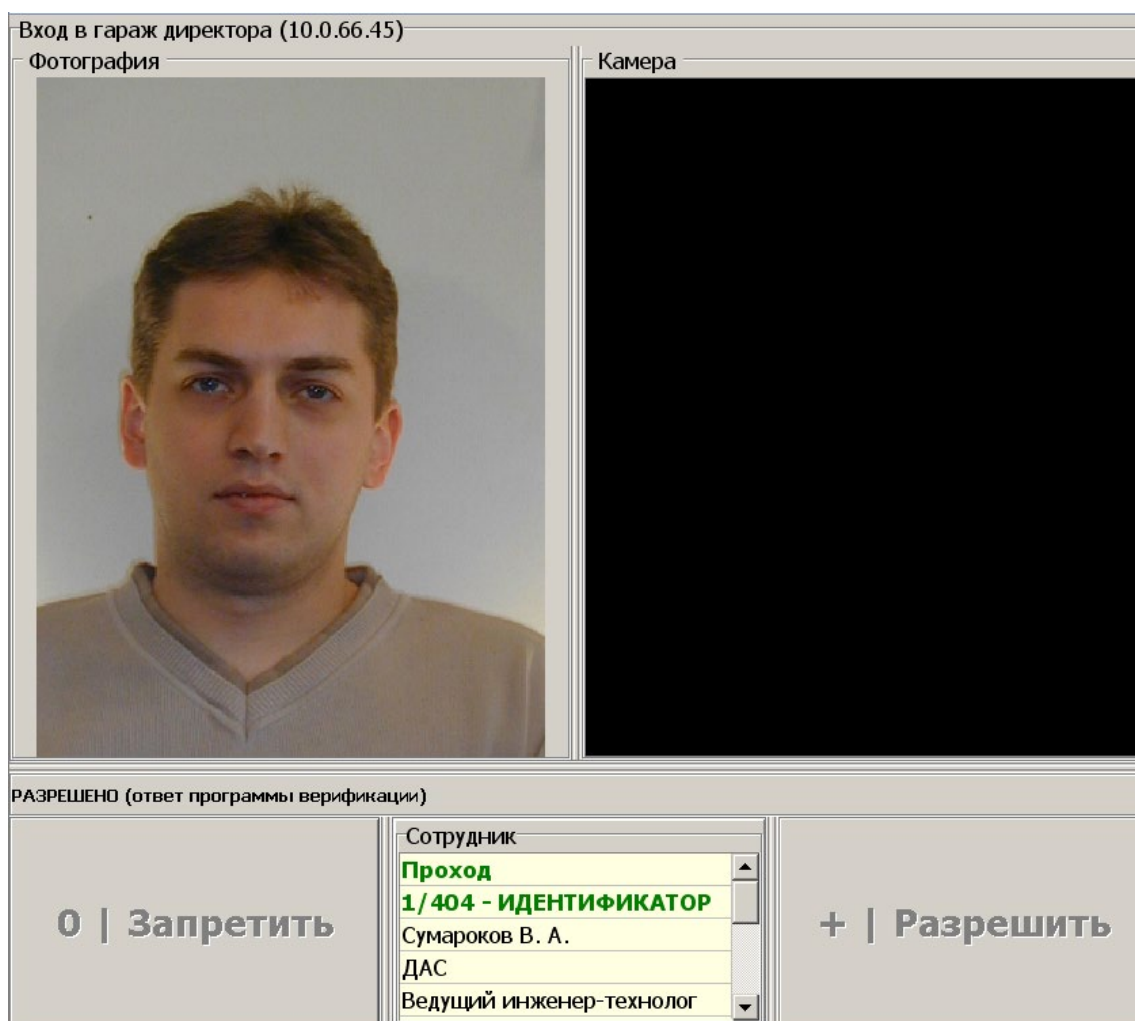 Вход в гараж директора (10.0.66.45)
Фотография
Камера
РАЗРЕШЕНО (ответ программы верификации)
0 | Запретить
Сотрудник
Проход
1/404 - ИДЕНТИФИКАТОР
Сумароков В. А.
ДАС
Ведущий инженер-технолог
+ | Разрешить